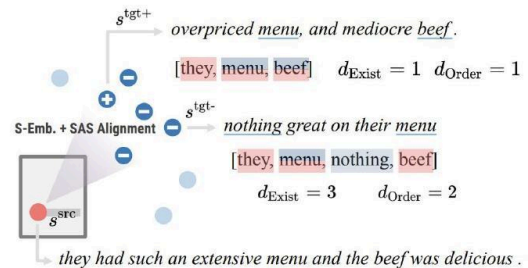 s^tgt+
overpriced menu, and mediocre beef .
[they, menu, beef] d_Exist = 1 d_Order = 1
s^tgt-
S-Emb. + SAS Alignment
nothing great on their menu
[they, menu, nothing, beef]
d_Exist = 3 d_Order = 2
s^src
they had such an extensive menu and the beef was delicious .